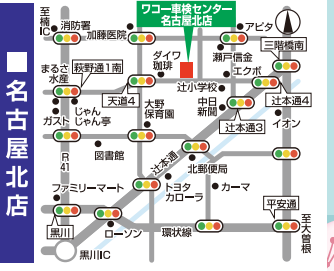 ■名古屋北店
至楠IC
消防署
加藤医院
ワコー車検センター
名古屋北店
アピタ
三階橋南
瀬戸信金
ダイワ
珈琲
エクボ
まるさ
水産
萩野通1南
辻小学校
天道4
大野
保育園
中日
新聞
辻本通4
ガスト
じゃん
じゃん亭
辻本通3
イオン
R
41
図書館
辻本通
北郵便局
ファミリーマート
トヨタ
カローラ
カーマ
平安通
黒川
ローソン
環状線
至大曽根
黒川IC